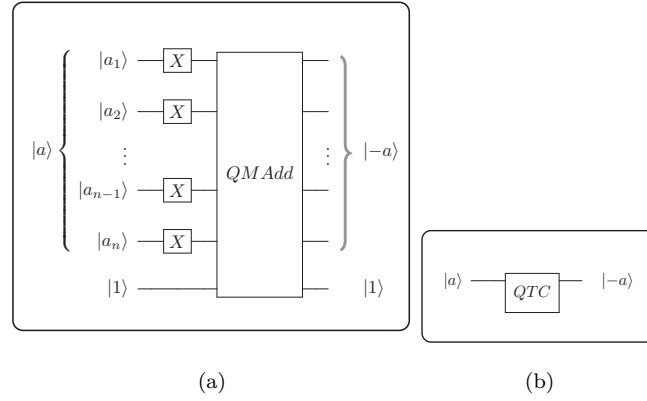 |a₁⟩ X
|a₂⟩ X
⋮ ⋮
|a⟩ QMAdd |−a⟩
|aₙ₋₁⟩ X
|aₙ⟩ X
|1⟩ |1⟩
|a⟩ QTC |−a⟩
(a) (b)